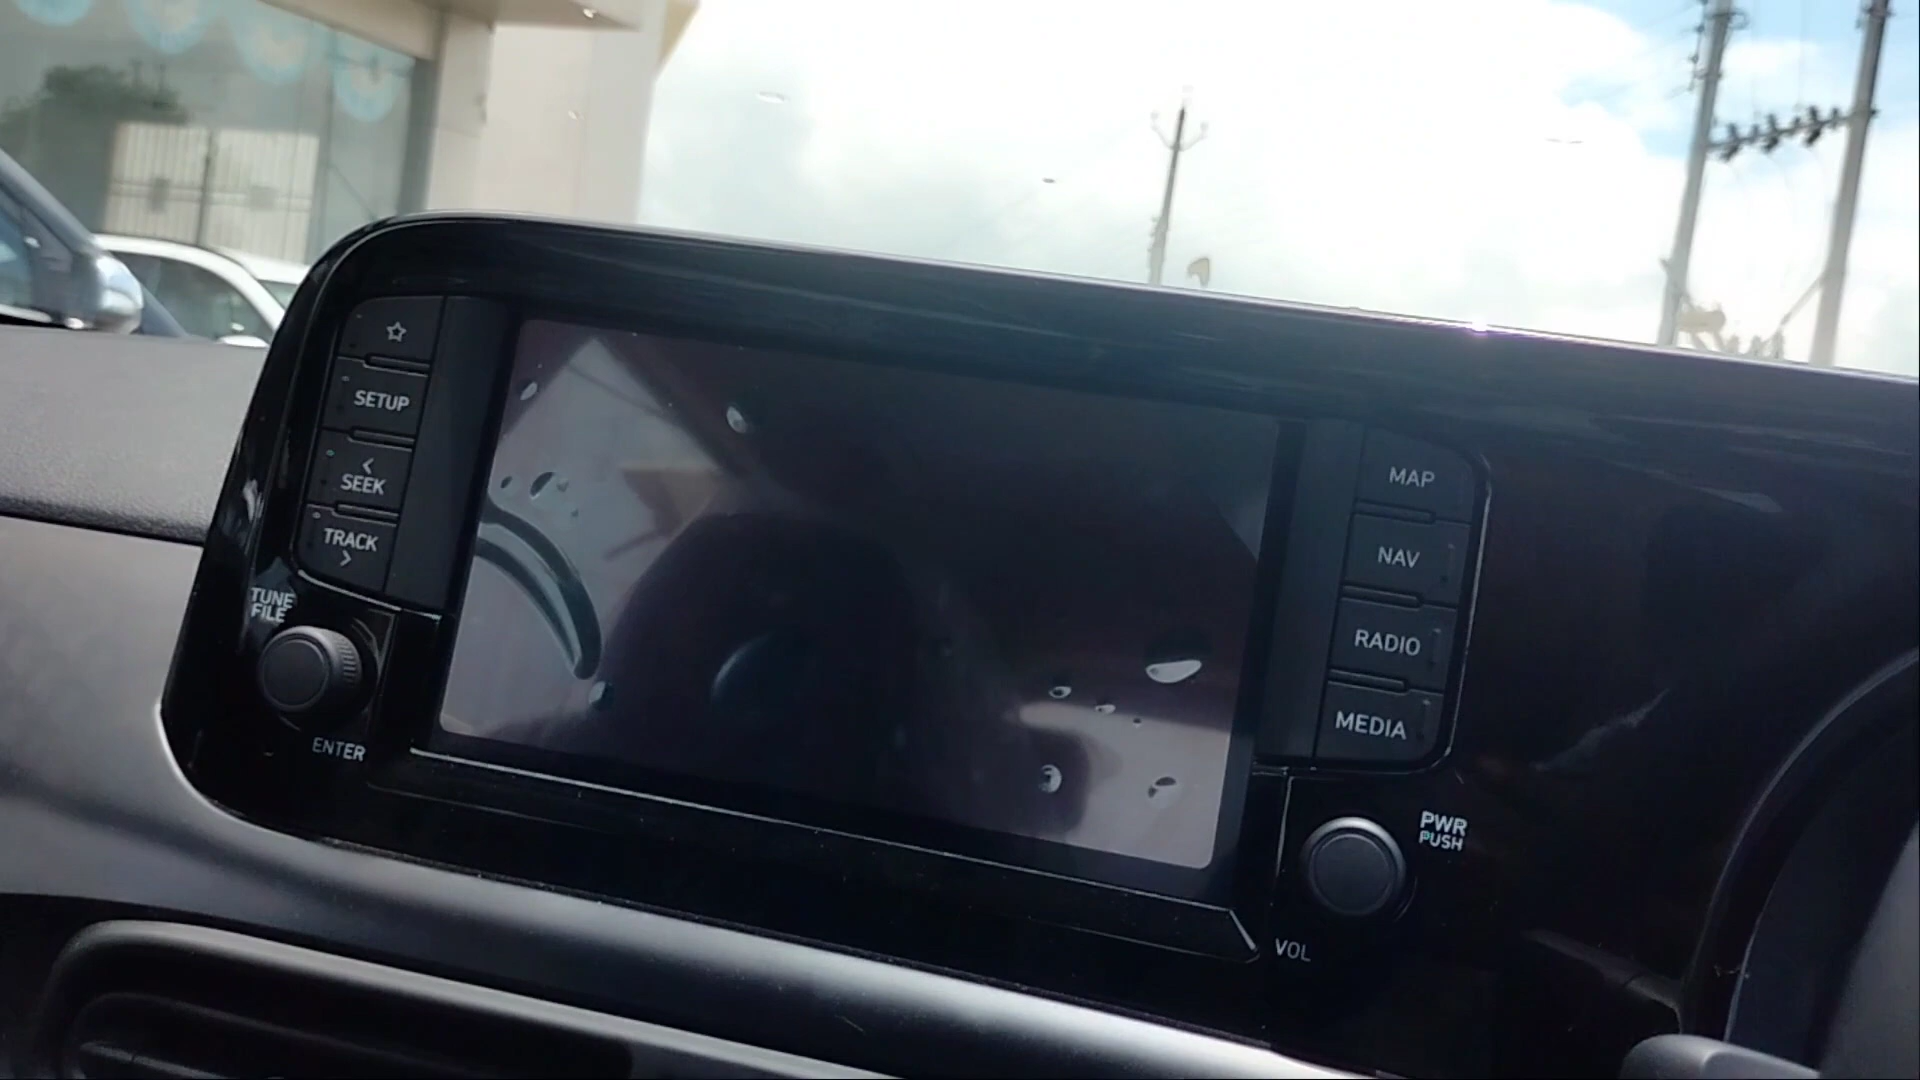 SETUP
<
SEEK
TRACK
>
TUNE
FILE
ENTER
MAP
NAV
RADIO
MEDIA
PWR
PUSH
VOL